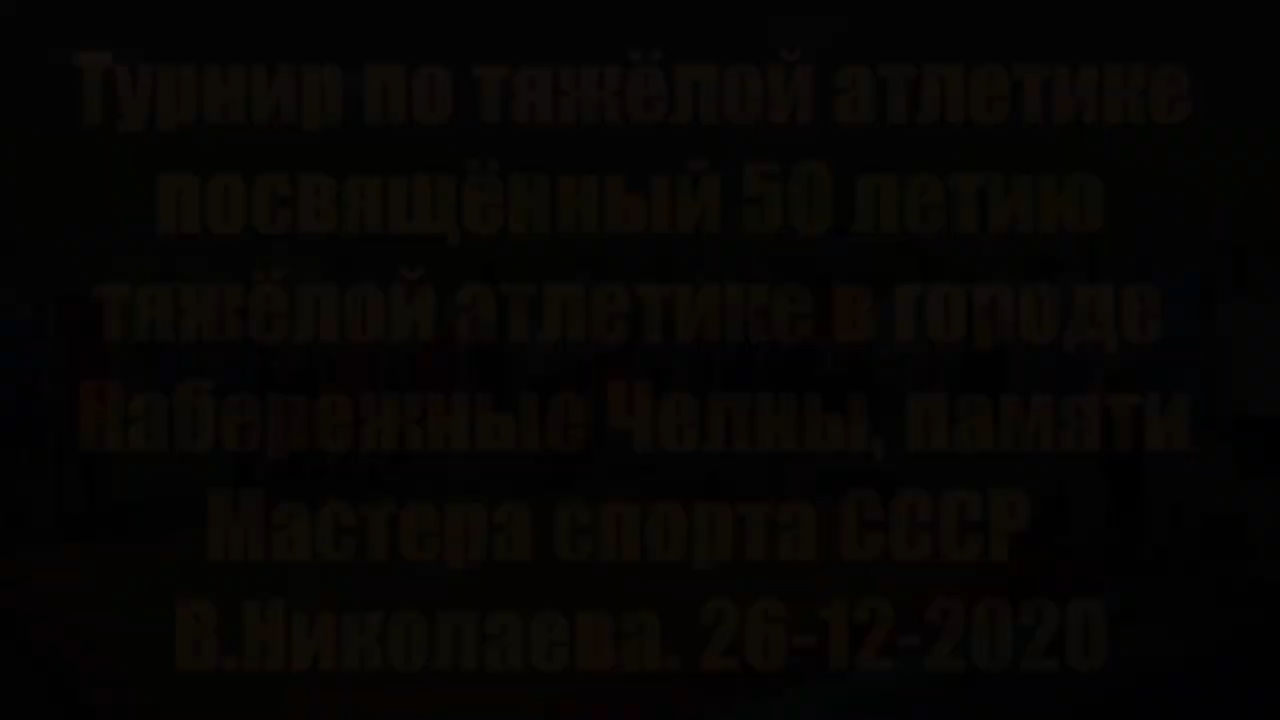 Турнир по тяжёлой атлетике
посвящённый 50 летию
тяжёлой атлетике в городе
Набережные Челны, памяти
Мастера спорта СССР
В.Николаева. 26-12-2020